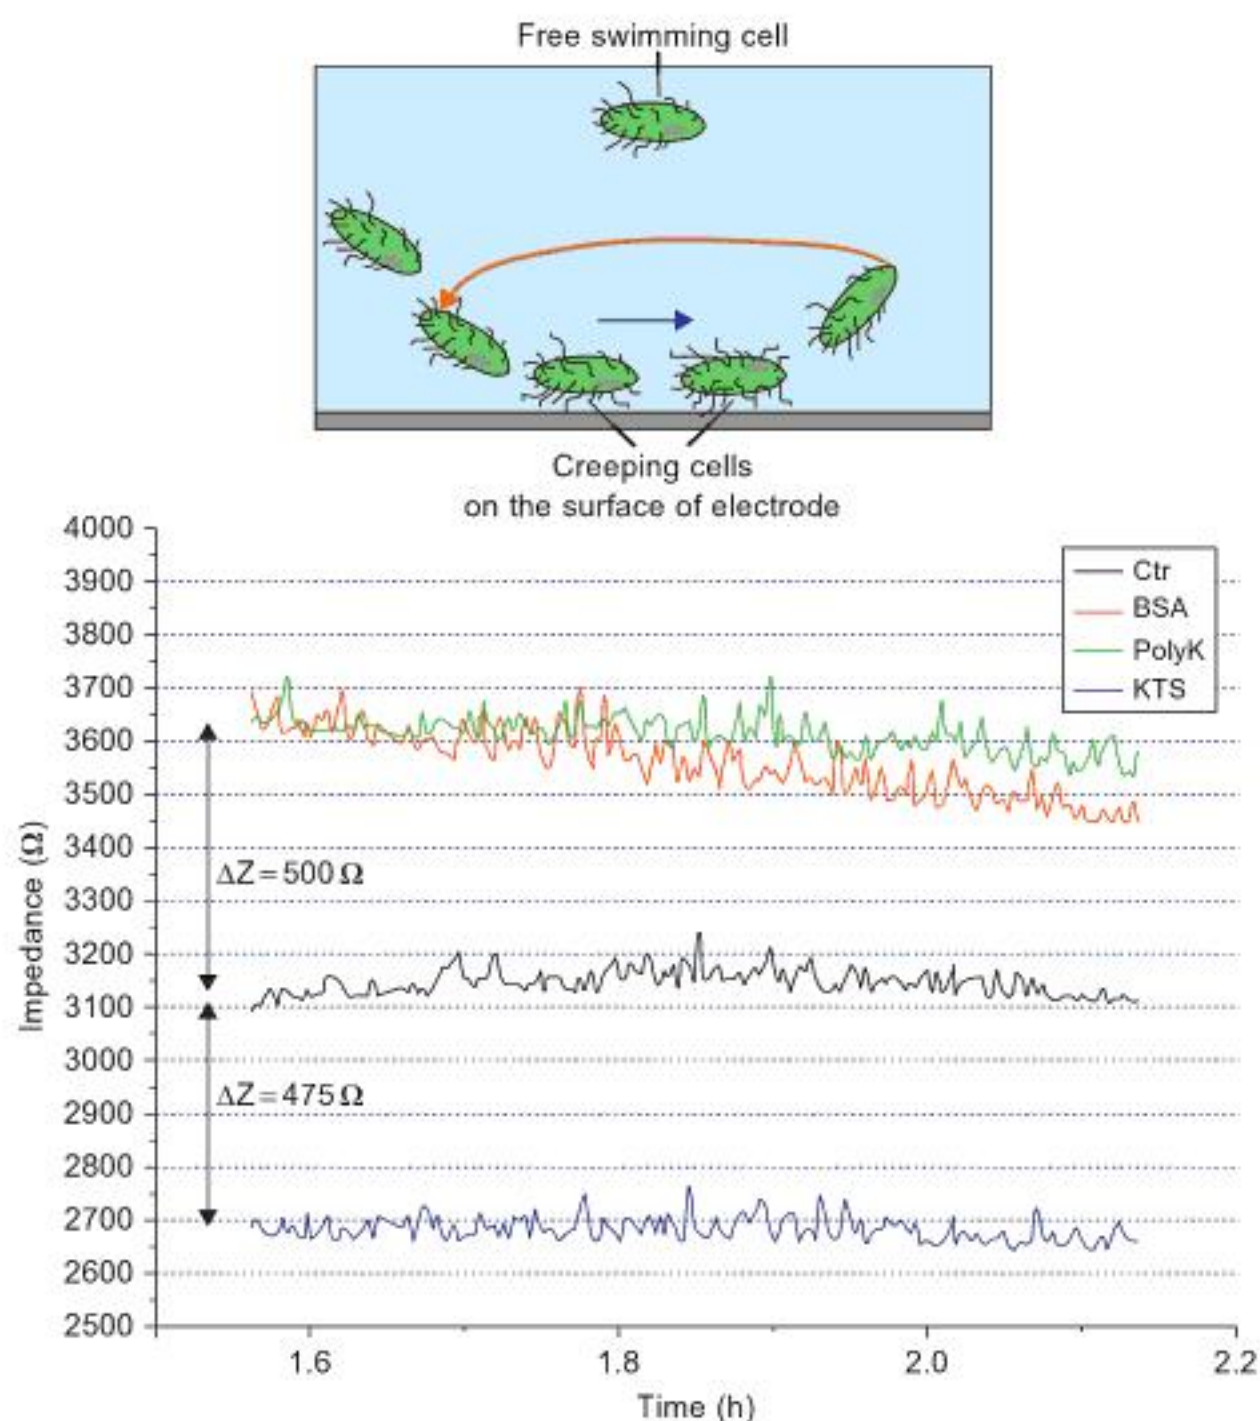 Free swimming cell
Creeping cells
on the surface of electrode
4000
3900
3800
3700
3600
3500
3400
3300
3200
3100
3000
2900
2800
2700
2600
2500
Impedance (Ω)
Ctr
BSA
PolyK
KTS
ΔZ=500 Ω
ΔZ=475 Ω
1.6
1.8
2.0
2.2
Time (h)